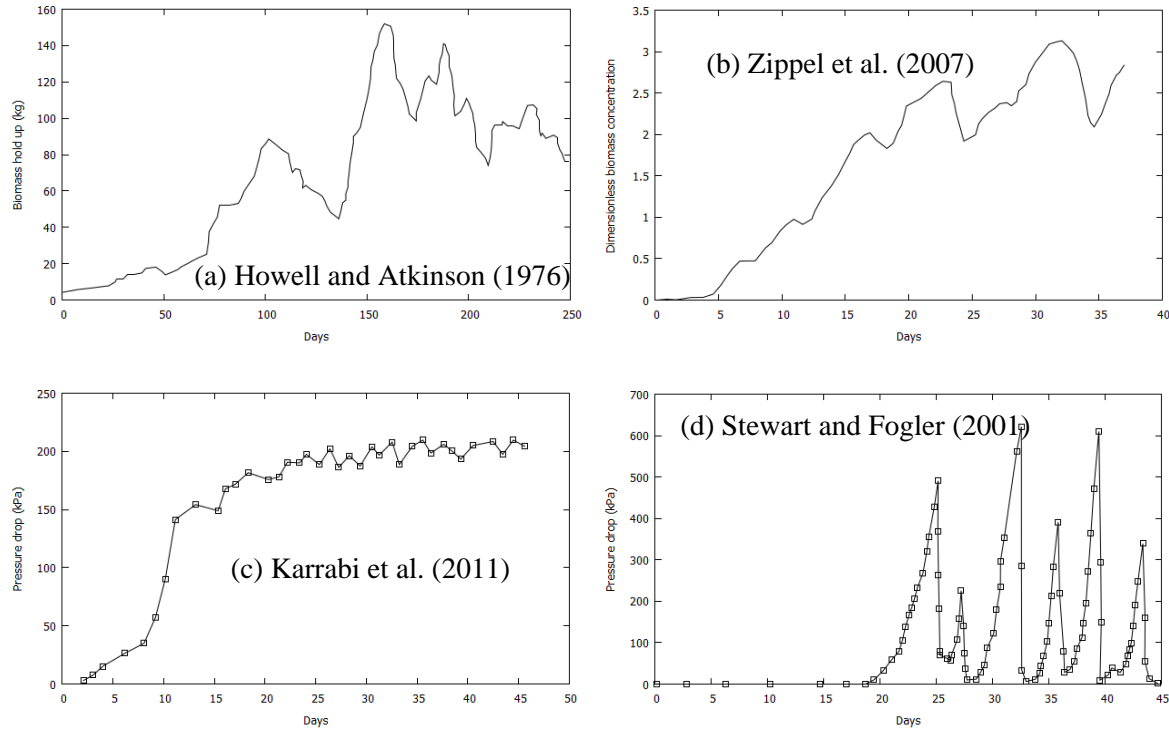 160
140
120
100
80
60
40
20
0
Biomass hold up (kg)
(a) Howell and Atkinson (1976)
0 50 100 150 200 250
Days
3.5
3
2.5
2
1.5
1
0.5
0
Dimensionless biomass concentration
(b) Zippel et al. (2007)
0 5 10 15 20 25 30 35 40
Days
250
200
150
100
50
0
Pressure drop (kPa)
(c) Karrabi et al. (2011)
0 5 10 15 20 25 30 35 40 45 50
Days
700
600
500
400
300
200
100
0
Pressure drop (kPa)
(d) Stewart and Fogler (2001)
0 5 10 15 20 25 30 35 40 45
Days